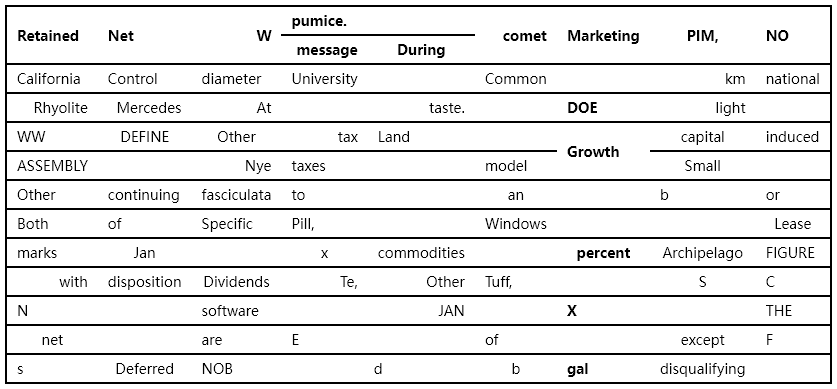 pumice.
Retained Net W comet Marketing PIM, NO
message During
California Control diameter University Common km national
Rhyolite Mercedes At taste. DOE light
WW DEFINE Other tax Land capital induced
Growth
ASSEMBLY Nye taxes model Small
Other continuing fasciculata to an b or
Both of Specific Pill, Windows Lease
marks Jan x commodities percent Archipelago FIGURE
with disposition Dividends Te, Other Tuff, S C
N software JAN X THE
net are E of except F
s Deferred NOB d b gal disqualifying